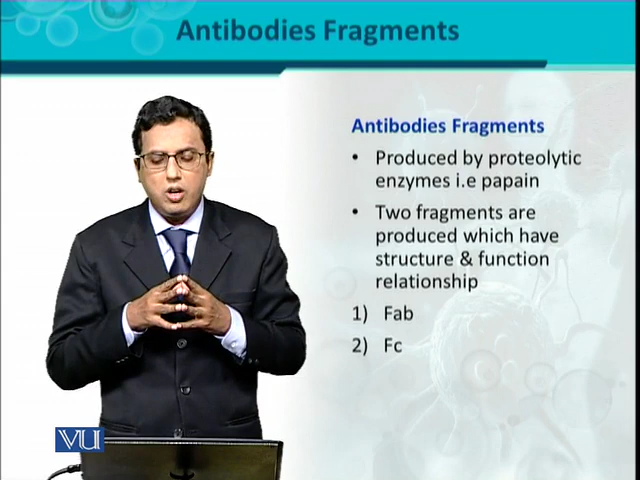 Antibodies Fragments
Antibodies Fragments
• Produced by proteolytic
enzymes i.e papain
• Two fragments are
produced which have
structure & function
relationship
1) Fab
2) Fc
VU